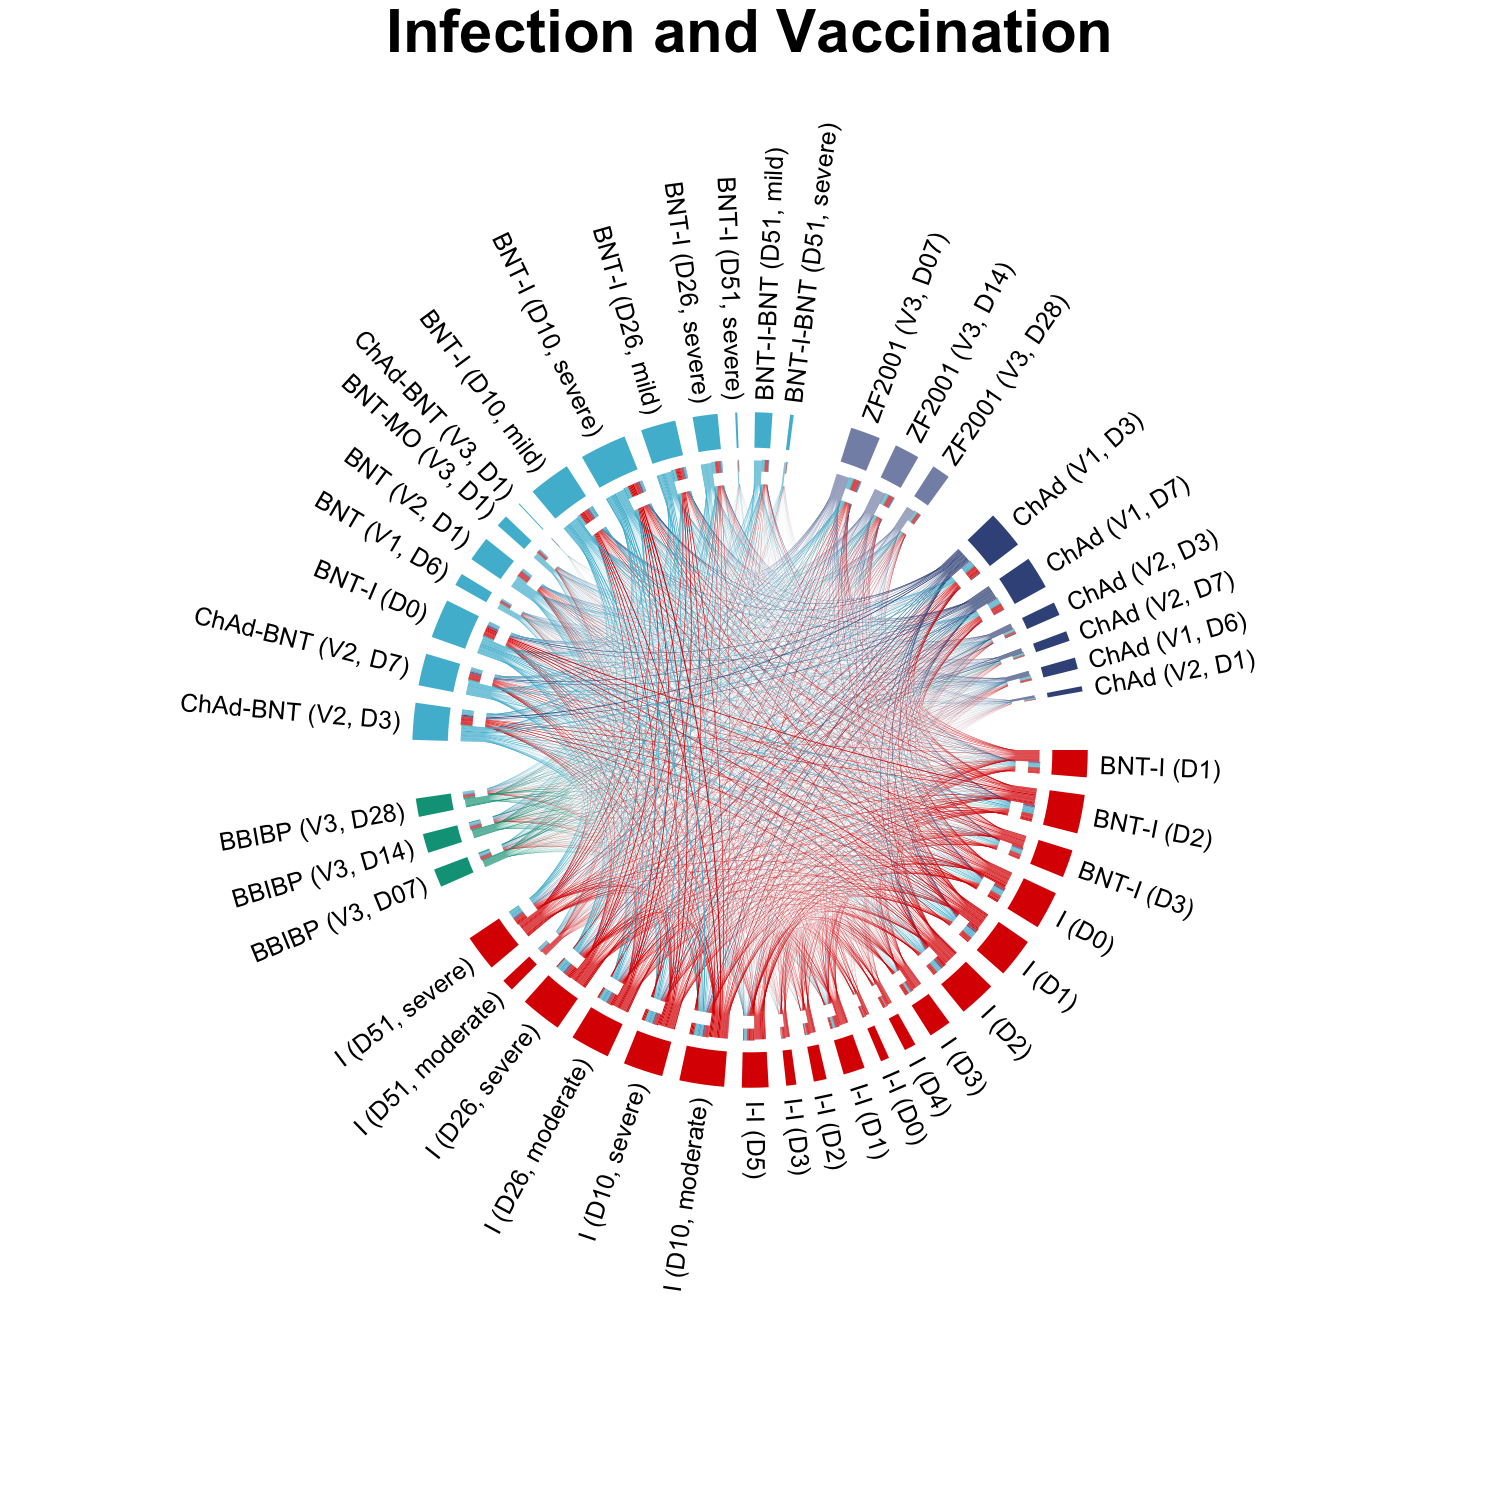 Infection and Vaccination
BNT-I (D51, severe)
BNT-I-BNT (D51, mild)
BNT-I-BNT (D51, severe)
ZF2001 (V3, D07)
ZF2001 (V3, D14)
ZF2001 (V3, D28)
ChAd (V1, D3)
ChAd (V1, D7)
ChAd (V2, D3)
ChAd (V2, D7)
ChAd (V1, D6)
ChAd (V2, D1)
BNT-I (D1)
BNT-I (D2)
BNT-I (D3)
I (D0)
I (D1)
I (D2)
I (D3)
I (D4)
I-I (D0)
I-I (D1)
I-I (D2)
I-I (D3)
I-I (D5)
I (D10, moderate)
I (D10, severe)
I (D26, moderate)
I (D26, severe)
I (D51, moderate)
I (D51, severe)
BBIBP (V3, D07)
BBIBP (V3, D14)
BBIBP (V3, D28)
ChAd-BNT (V2, D3)
ChAd-BNT (V2, D7)
BNT-I (D0)
BNT (V1, D6)
BNT (V2, D1)
BNT-MO (V3, D1)
ChAd-BNT (V3, D1)
BNT-I (D10, mild)
BNT-I (D10, severe)
BNT-I (D26, mild)
BNT-I (D26, severe)